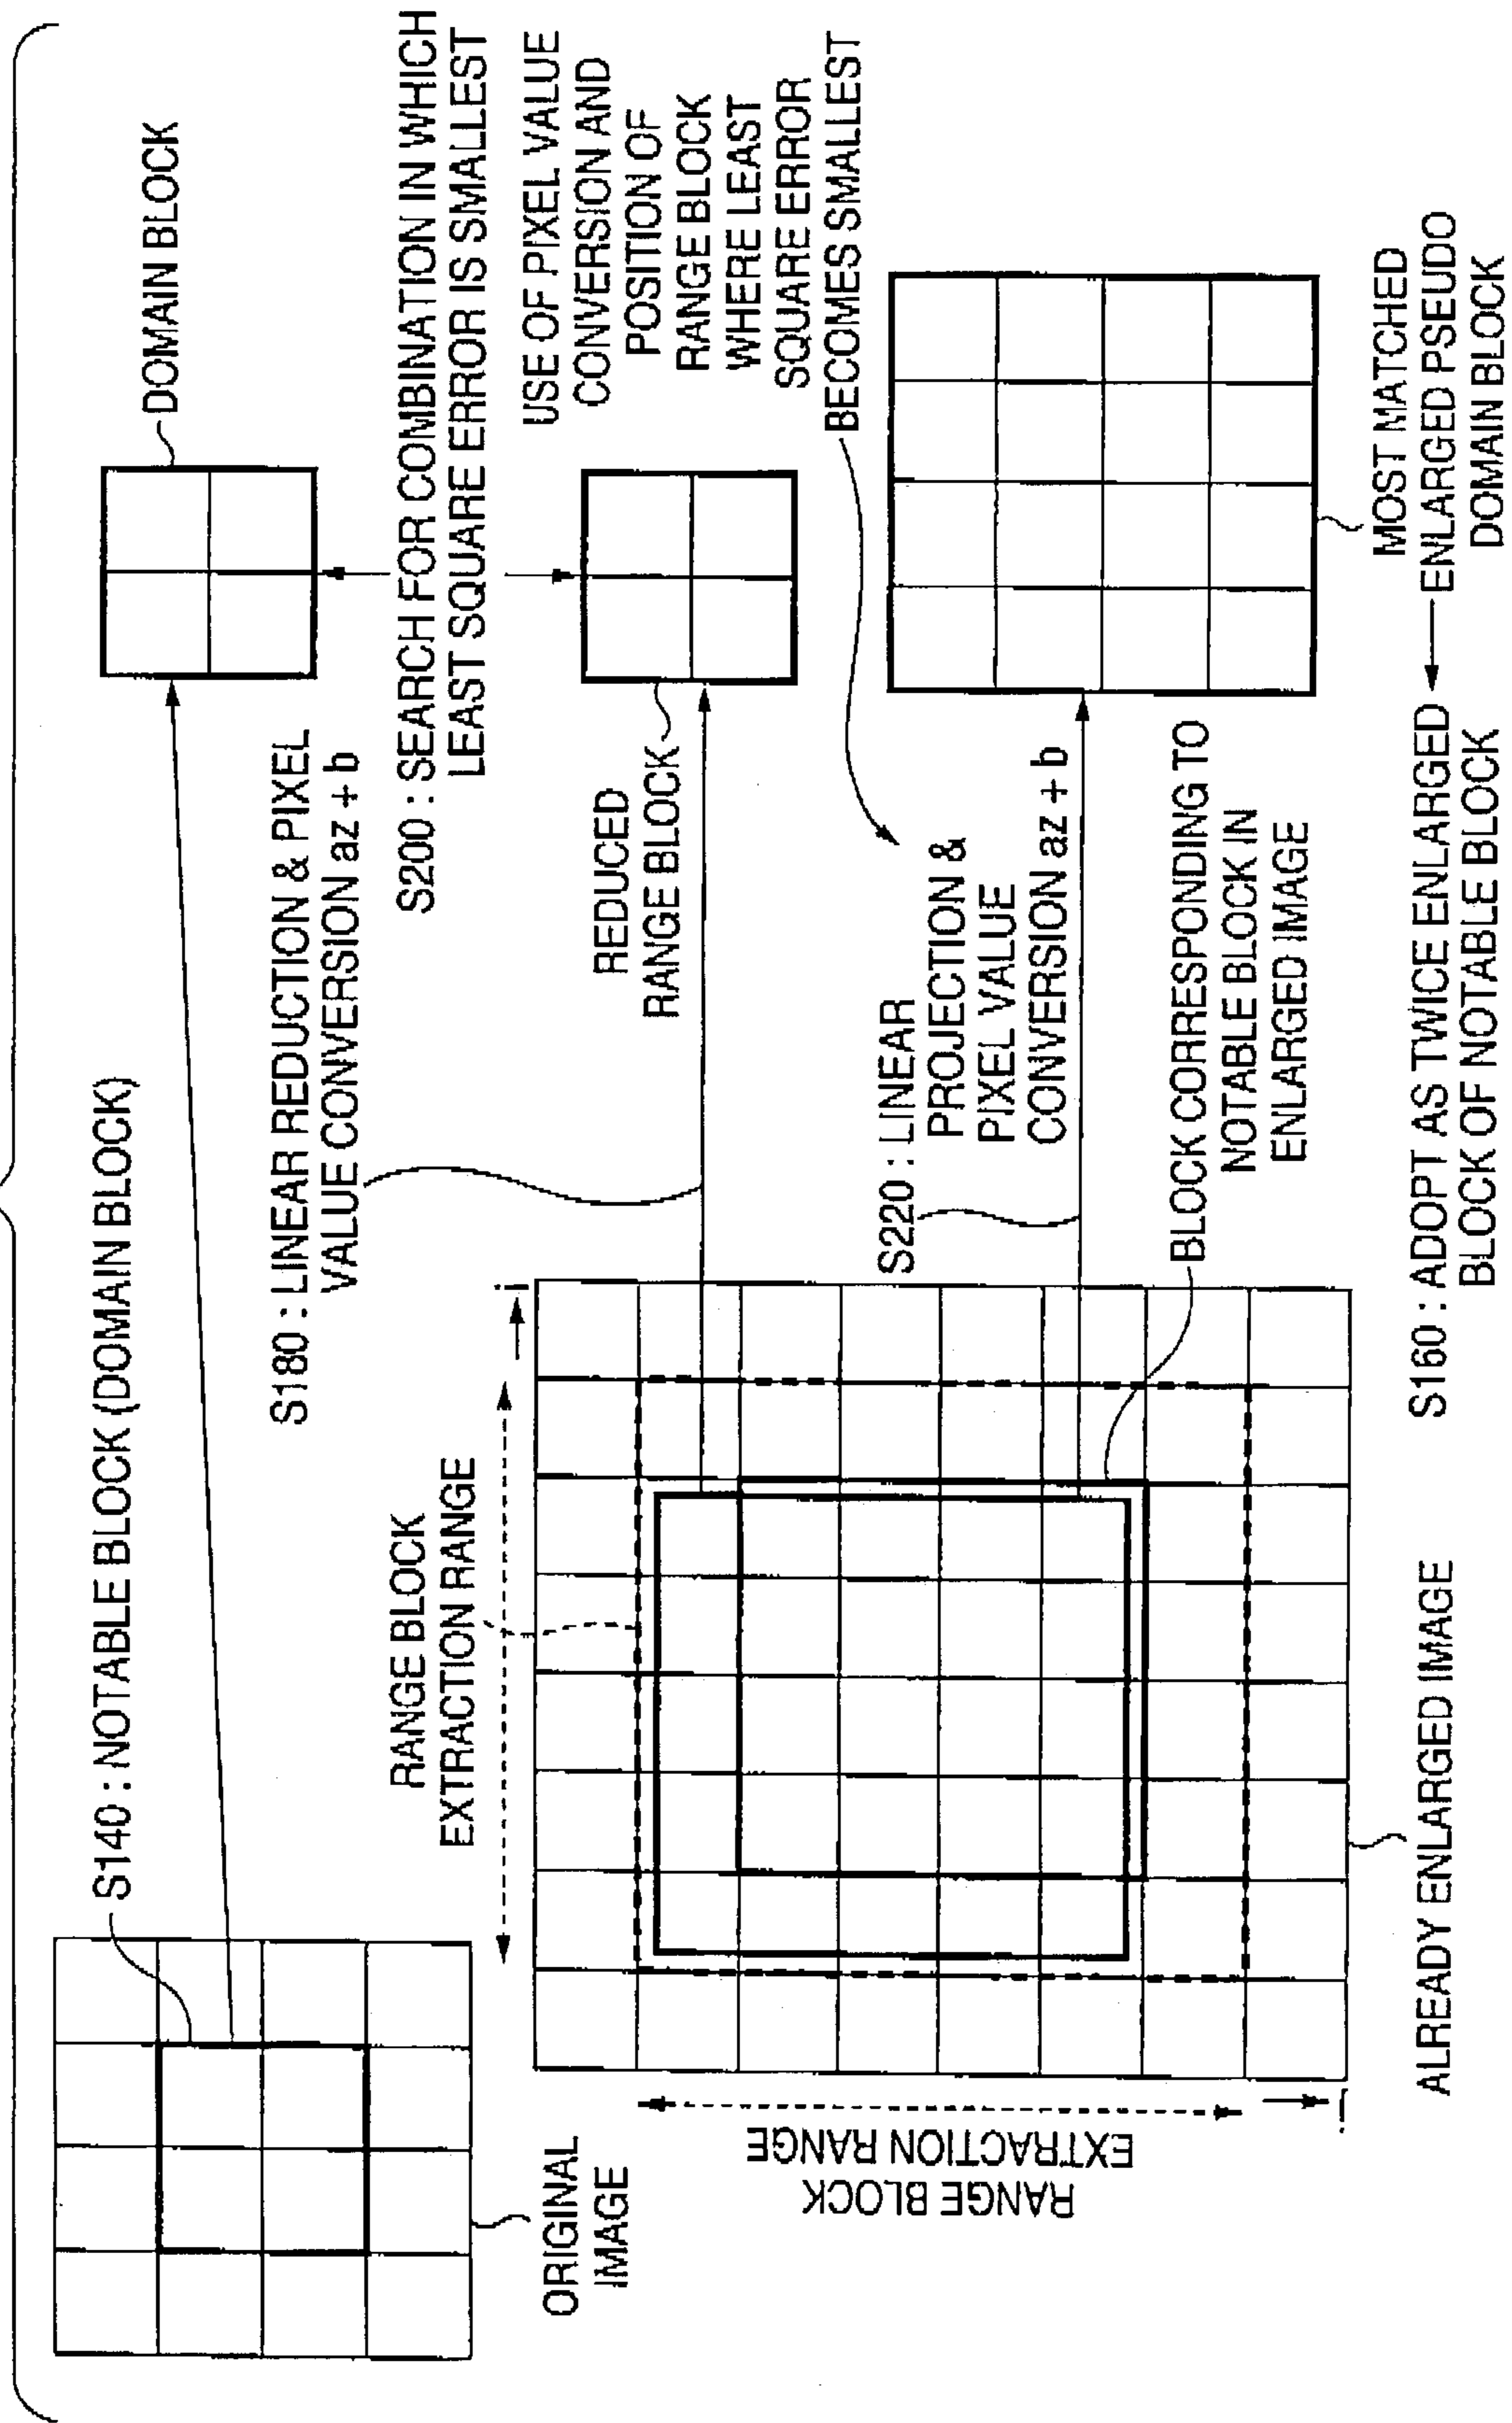 S140 : NOTABLE BLOCK (DOMAIN BLOCK)
DOMAIN BLOCK
ORIGINAL
IMAGE
S180 : LINEAR REDUCTION & PIXEL
VALUE CONVERSION az + b
S200 : SEARCH FOR COMBINATION IN WHICH
LEAST SQUARE ERROR IS SMALLEST
RANGE BLOCK
EXTRACTION RANGE
i
REDUCED
RANGE BLOCK
USE OF PIXEL VALUE
CONVERSION AND
POSITION OF
RANGE BLOCK
WHERE LEAST
SQUARE ERROR
BECOMES SMALLEST
RANGE BLOCK
EXTRACTION RANGE
j
S220 : LINEAR
PROJECTION &
PIXEL VALUE
CONVERSION az + b
BLOCK CORRESPONDING TO
NOTABLE BLOCK IN
ENLARGED IMAGE
ALREADY ENLARGED IMAGE
S160 : ADOPT AS TWICE ENLARGED
BLOCK OF NOTABLE BLOCK
MOST MATCHED
ENLARGED PSEUDO
DOMAIN BLOCK